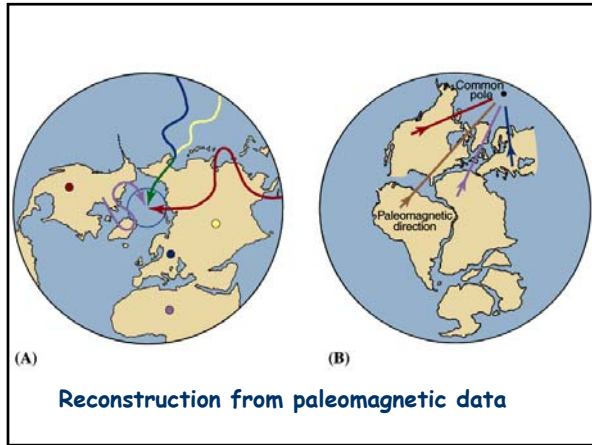 Common
pole
Paleomagnetic
direction
(A)
(B)
Reconstruction from paleomagnetic data